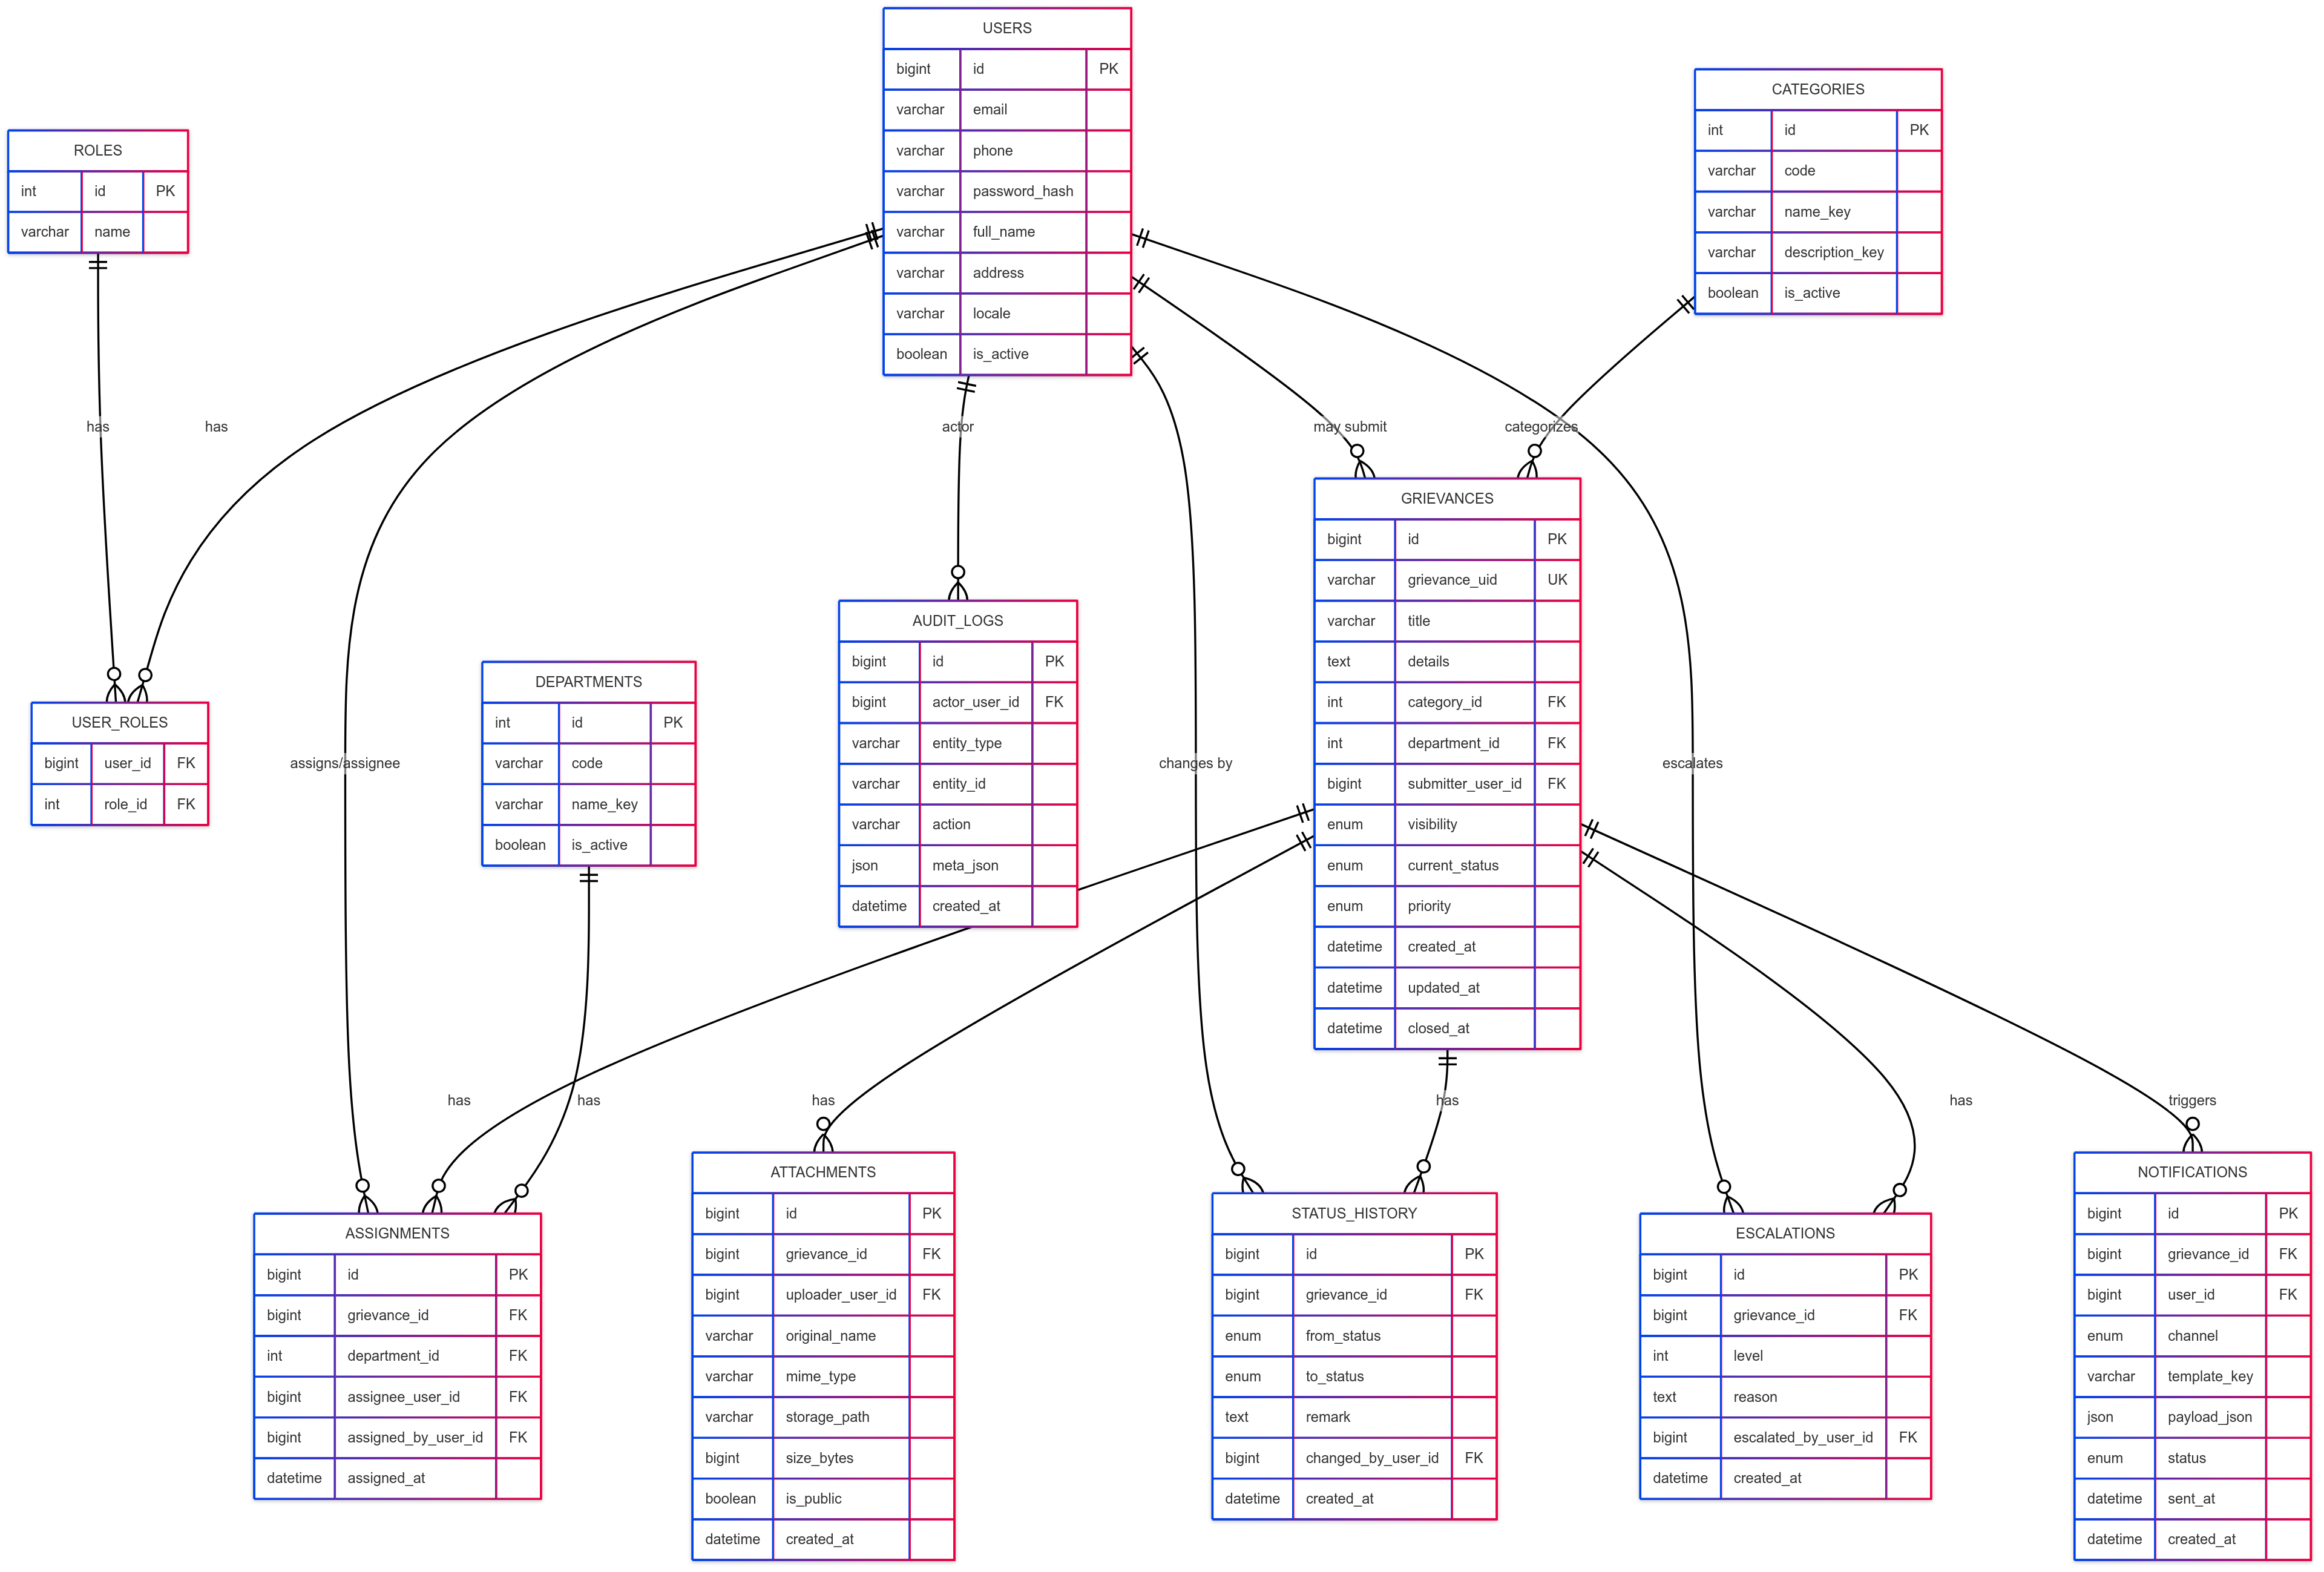 USERS
bigint id PK
varchar email
varchar phone
varchar password_hash
varchar full_name
varchar address
varchar locale
boolean is_active
CATEGORIES
int id PK
varchar code
varchar name_key
varchar description_key
boolean is_active
ROLES
int id PK
varchar name
has
has
actor
may submit
categorizes
GRIEVANCES
bigint id PK
varchar grievance_uid UK
varchar title
text details
int category_id FK
int department_id FK
bigint submitter_user_id FK
enum visibility
enum current_status
enum priority
datetime created_at
datetime updated_at
datetime closed_at
AUDIT_LOGS
bigint id PK
bigint actor_user_id FK
varchar entity_type
varchar entity_id
varchar action
json meta_json
datetime created_at
DEPARTMENTS
int id PK
varchar code
varchar name_key
boolean is_active
USER_ROLES
bigint user_id FK
int role_id FK
assigns/assignee
changes by
escalates
has
has
has
has
has
triggers
ASSIGNMENTS
bigint id PK
bigint grievance_id FK
int department_id FK
bigint assignee_user_id FK
bigint assigned_by_user_id FK
datetime assigned_at
ATTACHMENTS
bigint id PK
bigint grievance_id FK
bigint uploader_user_id FK
varchar original_name
varchar mime_type
varchar storage_path
bigint size_bytes
boolean is_public
datetime created_at
STATUS_HISTORY
bigint id PK
bigint grievance_id FK
enum from_status
enum to_status
text remark
bigint changed_by_user_id FK
datetime created_at
ESCALATIONS
bigint id PK
bigint grievance_id FK
int level
text reason
bigint escalated_by_user_id FK
datetime created_at
NOTIFICATIONS
bigint id PK
bigint grievance_id FK
bigint user_id FK
enum channel
varchar template_key
json payload_json
enum status
datetime sent_at
datetime created_at